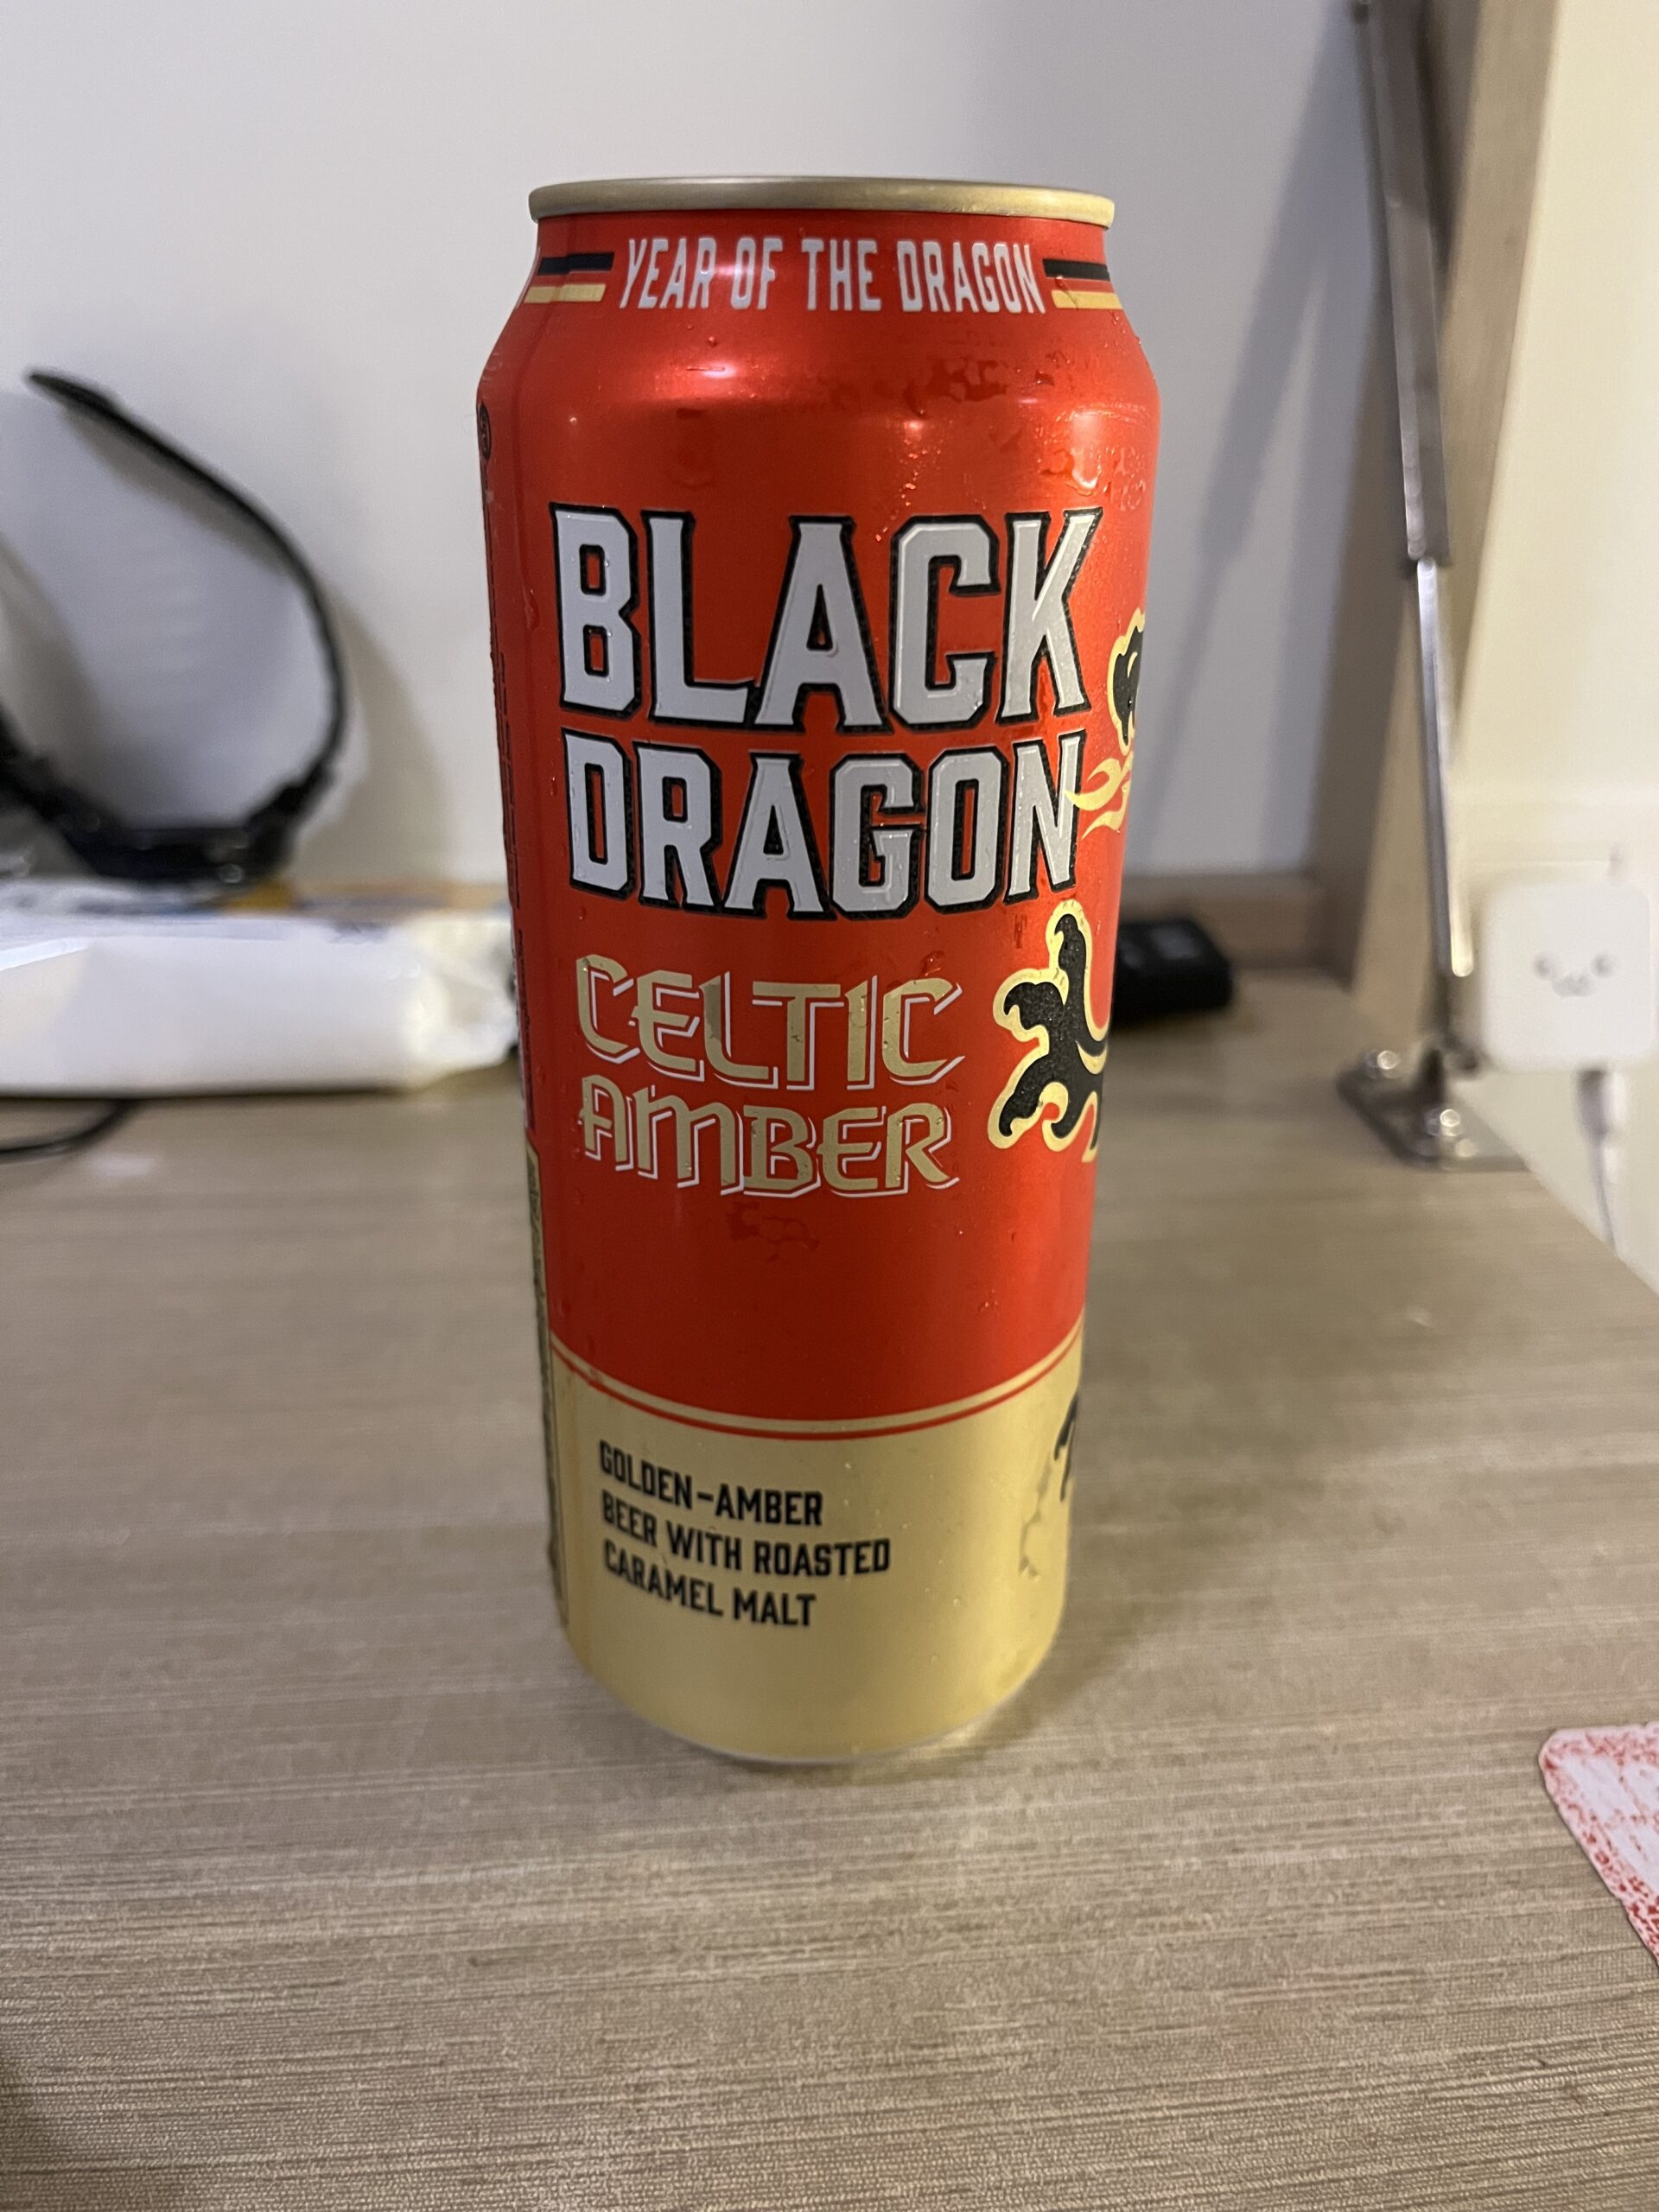 YEAR OF THE DRAGON
BLACK
DRAGON
CELTIC
AMBER
GOLDEN-AMBER
BEER WITH ROASTED
CARAMEL MALT